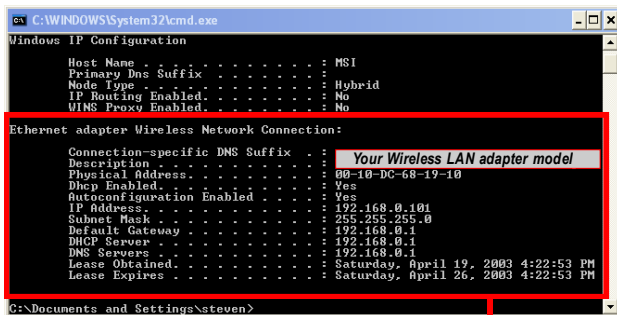 C:\WINDOWS\System32\cmd.exe
Windows IP Configuration
Host Name . . . . . . . . . . . . : MSI
Primary Dns Suffix  . . . . . . . :
Node Type . . . . . . . . . . . . : Hybrid
IP Routing Enabled. . . . . . . . : No
WINS Proxy Enabled. . . . . . . . : No
Ethernet adapter Wireless Network Connection:
Connection-specific DNS Suffix  . :
Description . . . . . . . . . . . : Your Wireless LAN adapter model
Physical Address. . . . . . . . . : 00-10-DC-68-19-10
Dhcp Enabled. . . . . . . . . . . : Yes
Autoconfiguration Enabled . . . . : Yes
IP Address. . . . . . . . . . . . : 192.168.0.101
Subnet Mask . . . . . . . . . . . : 255.255.255.0
Default Gateway . . . . . . . . . : 192.168.0.1
DHCP Server . . . . . . . . . . . : 192.168.0.1
DNS Servers . . . . . . . . . . . : 192.168.0.1
Lease Obtained. . . . . . . . . . : Saturday, April 19, 2003 4:22:53 PM
Lease Expires . . . . . . . . . . : Saturday, April 26, 2003 4:22:53 PM
C:\Documents and Settings\steven>